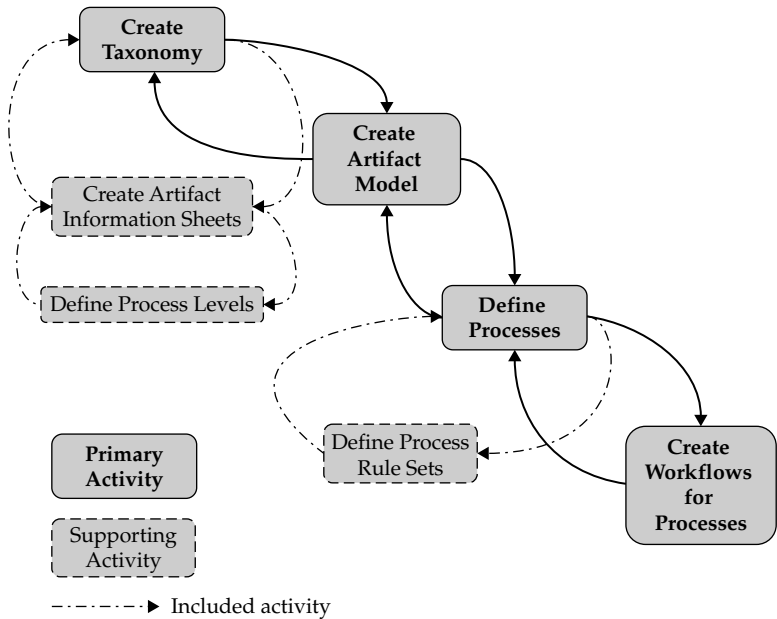 Create
Taxonomy
Create
Artifact
Model
Create Artifact
Information Sheets
Define Process Levels
Define
Processes
Define Process
Rule Sets
Create
Workflows
for
Processes
Primary
Activity
Supporting
Activity
Included activity